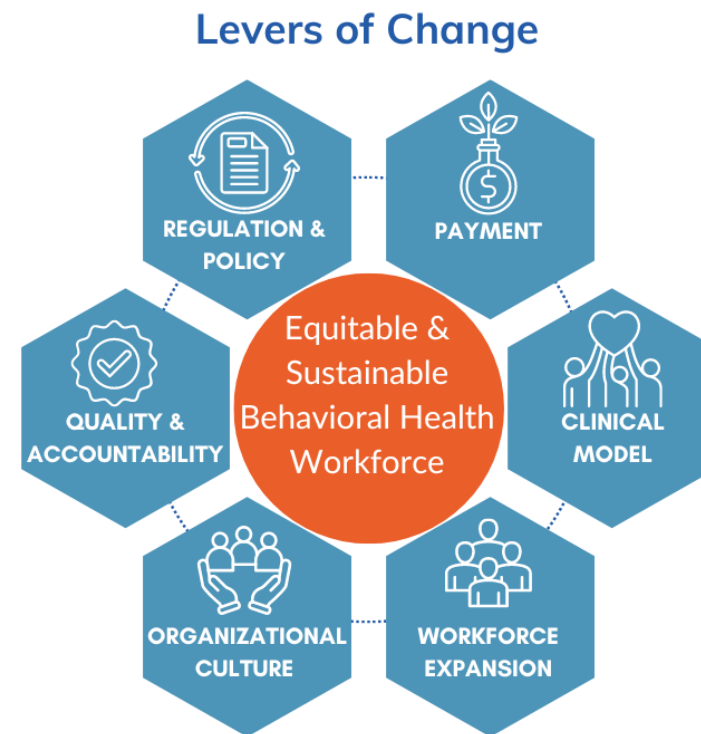 Levers of Change
REGULATION &
POLICY
PAYMENT
$
Equitable &
Sustainable
Behavioral Health
Workforce
QUALITY &
ACCOUNTABILITY
CLINICAL
MODEL
ORGANIZATIONAL
CULTURE
WORKFORCE
EXPANSION